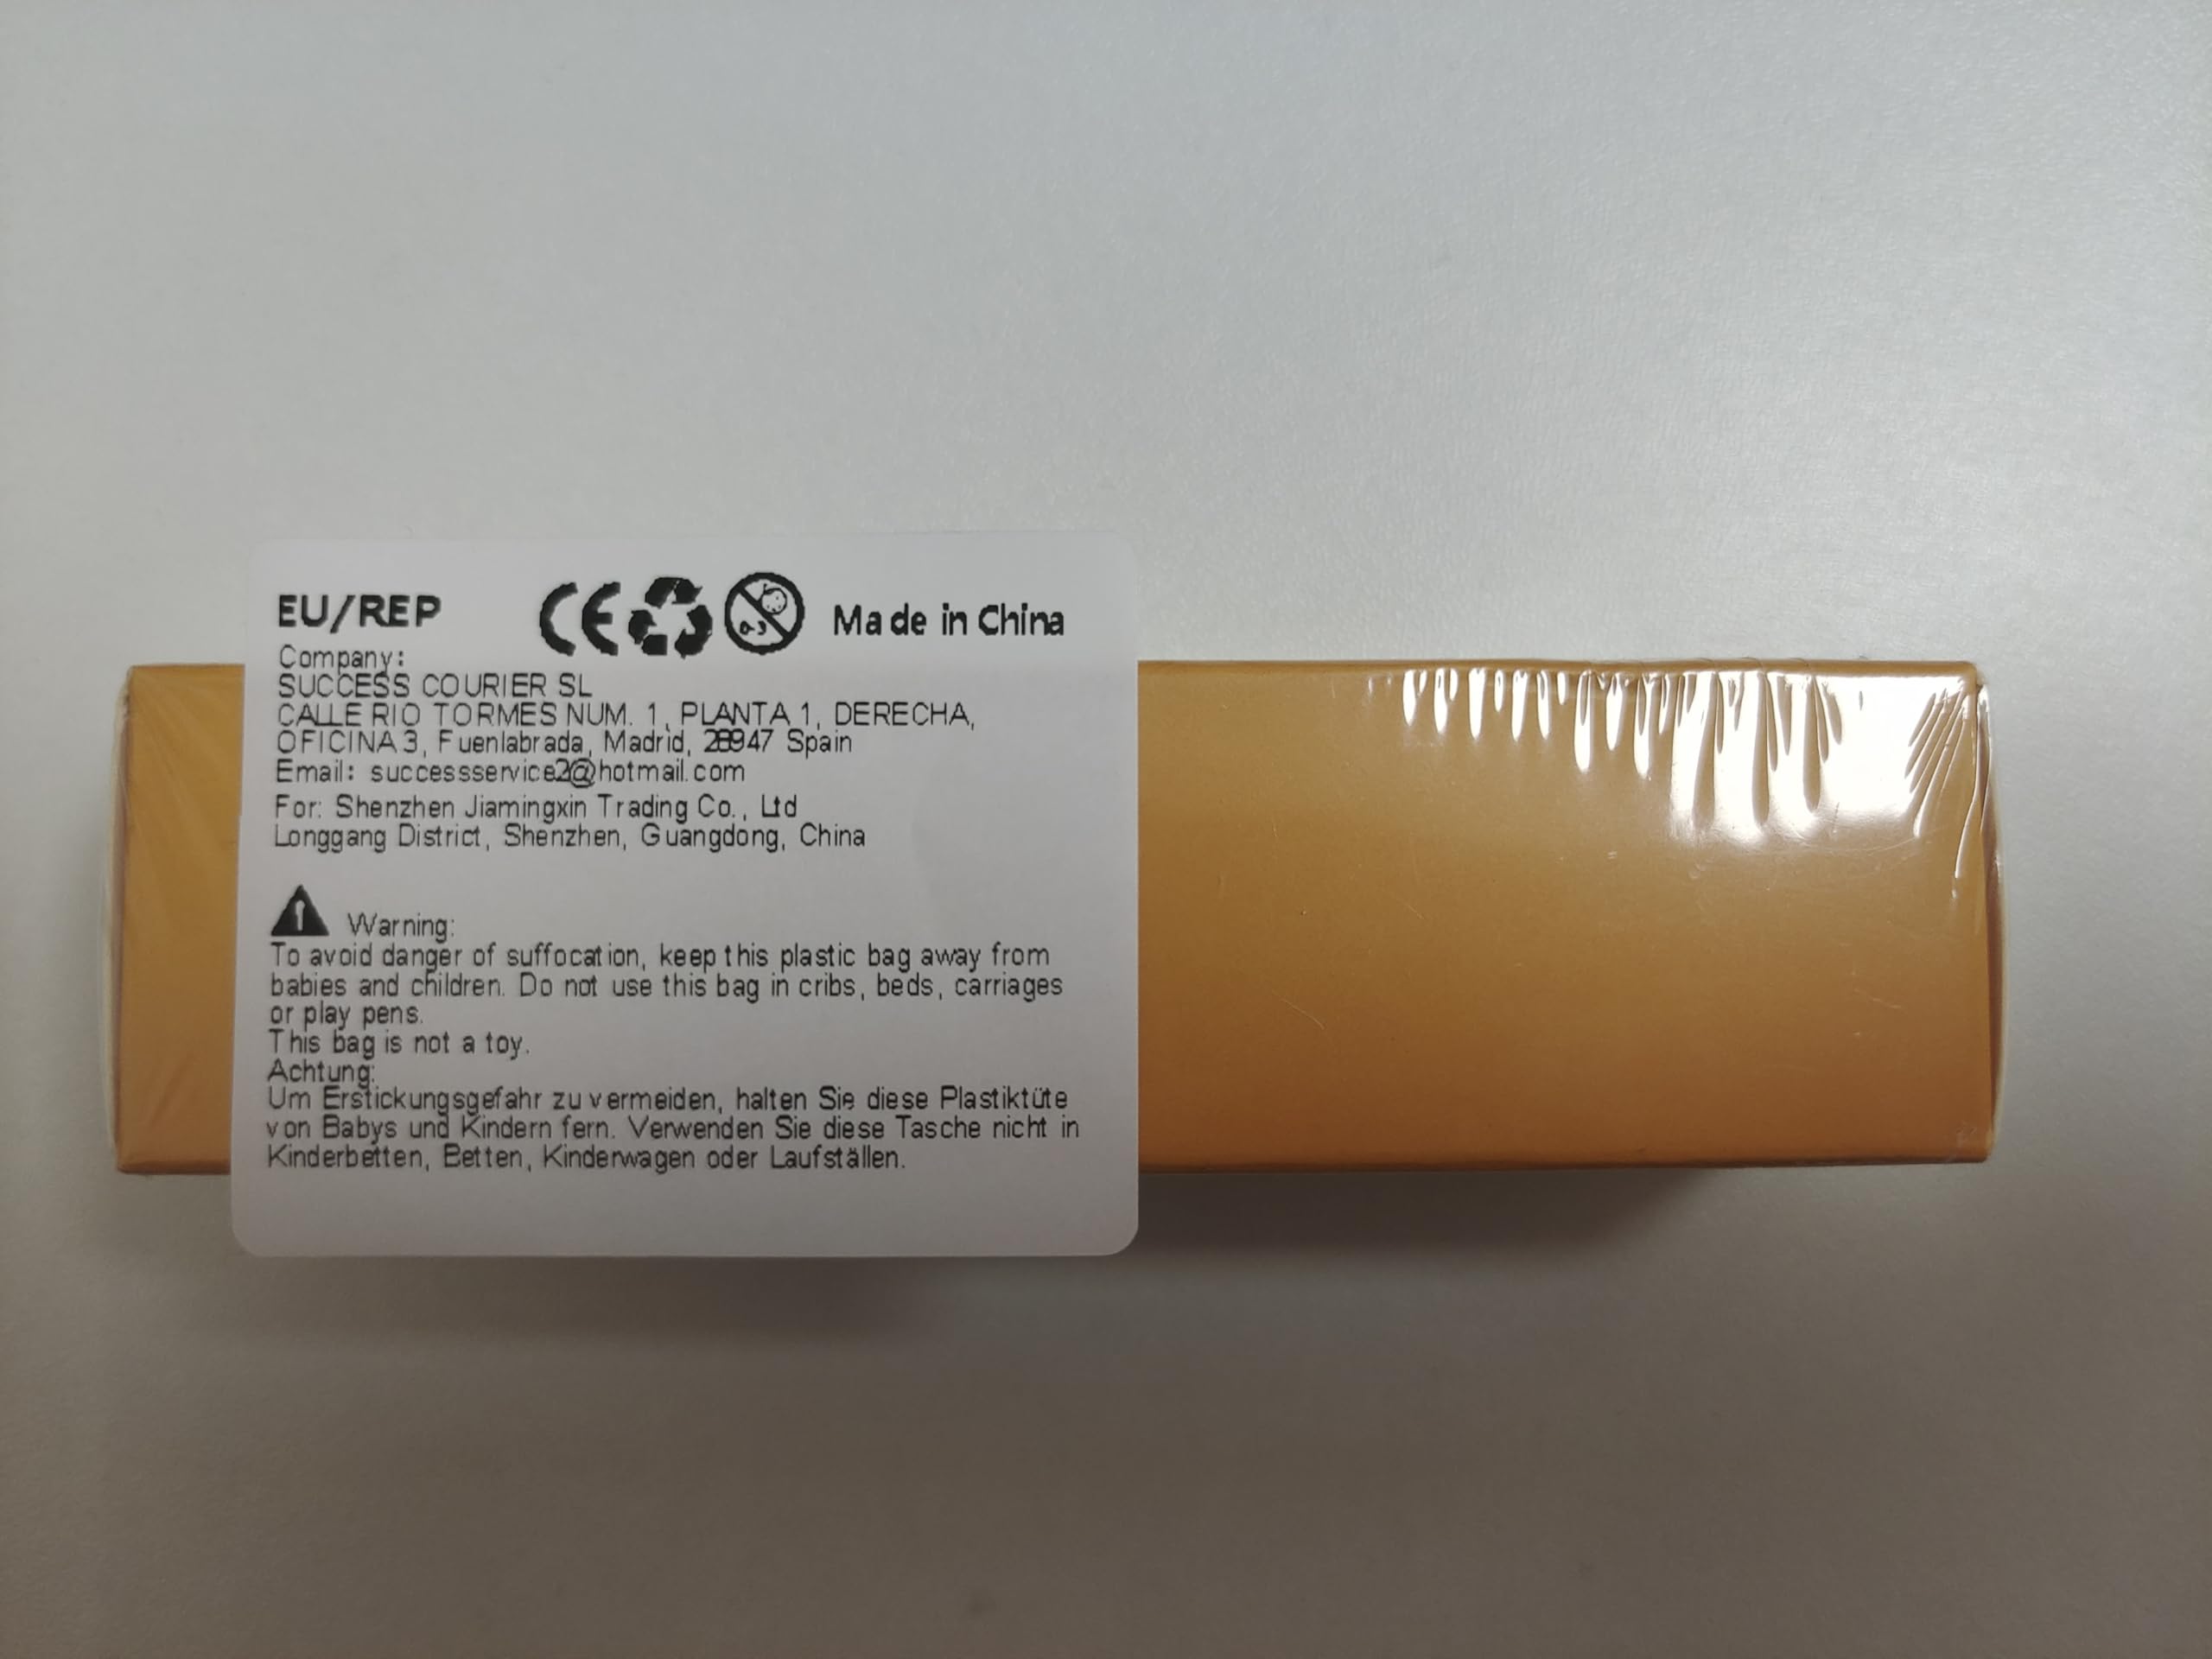 EU/REP CE 0-3 Made in China
Company:
SUCCESS COURIER SL
CALLE RIO TORMES NUM. 1, PLANTA 1, DERECHA,
OFICINA 3, Fuenlabrada, Madrid, 28947 Spain
Email: successservice2@hotmail.com
For: Shenzhen Jiamingxin Trading Co., Ltd
Longgang District, Shenzhen, Guangdong, China
Warning:
To avoid danger of suffocation, keep this plastic bag away from
babies and children. Do not use this bag in cribs, beds, carriages
or play pens.
This bag is not a toy.
Achtung:
Um Erstickungsgefahr zu vermeiden, halten Sie diese Plastiktüte
von Babys und Kindern fern. Verwenden Sie diese Tasche nicht in
Kinderbetten, Betten, Kinderwagen oder Laufställen.